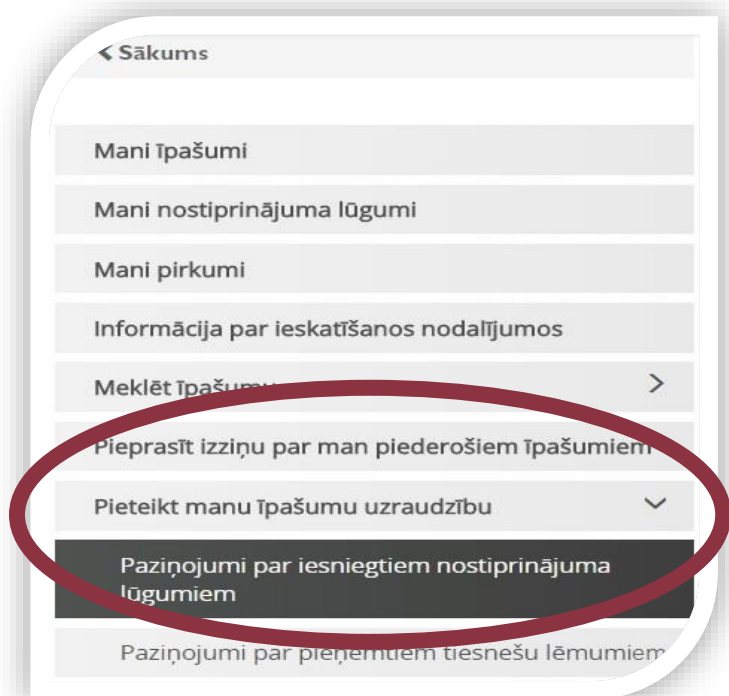 Sākums
Mani īpašumi
Mani nostiprinājuma lūgumi
Mani pirkumi
Informācija par ieskatīšanos nodalījumos
Meklēt īpašumu
Pieprasīt izziņu par man piederošiem īpašumiem
Pieteikt manu īpašumu uzraudzību
Paziņojumi par iesniegtiem nostiprinājuma
lūgumiem
Paziņojumi par pieņemtiem tiesnešu lēmumiem